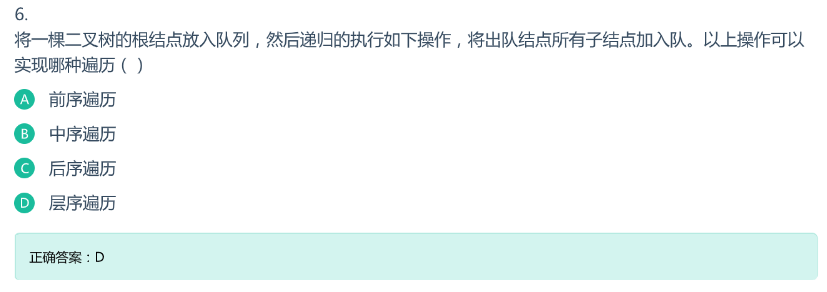 6.
将一棵二叉树的根结点放入队列，然后递归的执行如下操作，将出队结点所有子结点加入队。以上操作可以
实现哪种遍历（ ）
A 前序遍历
B 中序遍历
C 后序遍历
D 层序遍历
正确答案：D